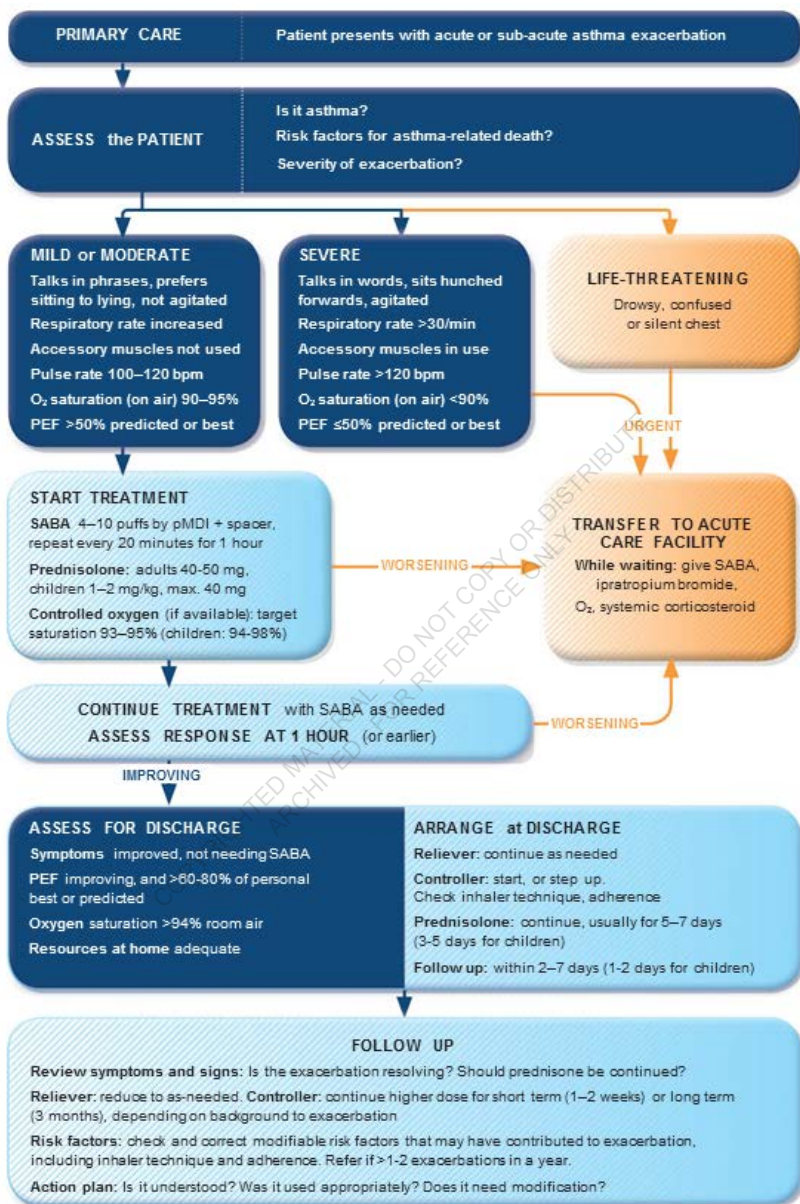 PRIMARY CARE
Patient presents with acute or sub-acute asthma exacerbation
ASSESS the PATIENT
Is it asthma?
Risk factors for asthma-related death?
Severity of exacerbation?
MILD or MODERATE
Talks in phrases, prefers
sitting to lying, not agitated
Respiratory rate increased
Accessory muscles not used
Pulse rate 100–120 bpm
O₂ saturation (on air) 90–95%
PEF >50% predicted or best
SEVERE
Talks in words, sits hunched
forwards, agitated
Respiratory rate >30/min
Accessory muscles in use
Pulse rate >120 bpm
O₂ saturation (on air) <90%
PEF ≤50% predicted or best
LIFE-THREATENING
Drowsy, confused
or silent chest
URGENT
START TREATMENT
SABA 4–10 puffs by pMDI + spacer,
repeat every 20 minutes for 1 hour
Prednisolone: adults 40-50 mg,
children 1–2 mg/kg, max. 40 mg
Controlled oxygen (if available): target
saturation 93–95% (children: 94-98%)
WORSENING
TRANSFER TO ACUTE
CARE FACILITY
While waiting: give SABA,
ipratropium bromide,
O₂, systemic corticosteroid
CONTINUE TREATMENT with SABA as needed
ASSESS RESPONSE AT 1 HOUR (or earlier)
WORSENING
IMPROVING
ASSESS FOR DISCHARGE
Symptoms improved, not needing SABA
PEF improving, and >60-80% of personal
best or predicted
Oxygen saturation >94% room air
Resources at home adequate
ARRANGE at DISCHARGE
Reliever: continue as needed
Controller: start, or step up.
Check inhaler technique, adherence
Prednisolone: continue, usually for 5–7 days
(3-5 days for children)
Follow up: within 2–7 days (1-2 days for children)
FOLLOW UP
Review symptoms and signs: Is the exacerbation resolving? Should prednisone be continued?
Reliever: reduce to as-needed. Controller: continue higher dose for short term (1–2 weeks) or long term
(3 months), depending on background to exacerbation
Risk factors: check and correct modifiable risk factors that may have contributed to exacerbation,
including inhaler technique and adherence. Refer if >1-2 exacerbations in a year.
Action plan: Is it understood? Was it used appropriately? Does it need modification?
COPYRIGHTED MATERIAL - DO NOT COPY OR DISTRIBUTE
ARCHIVED, FOR REFERENCE ONLY